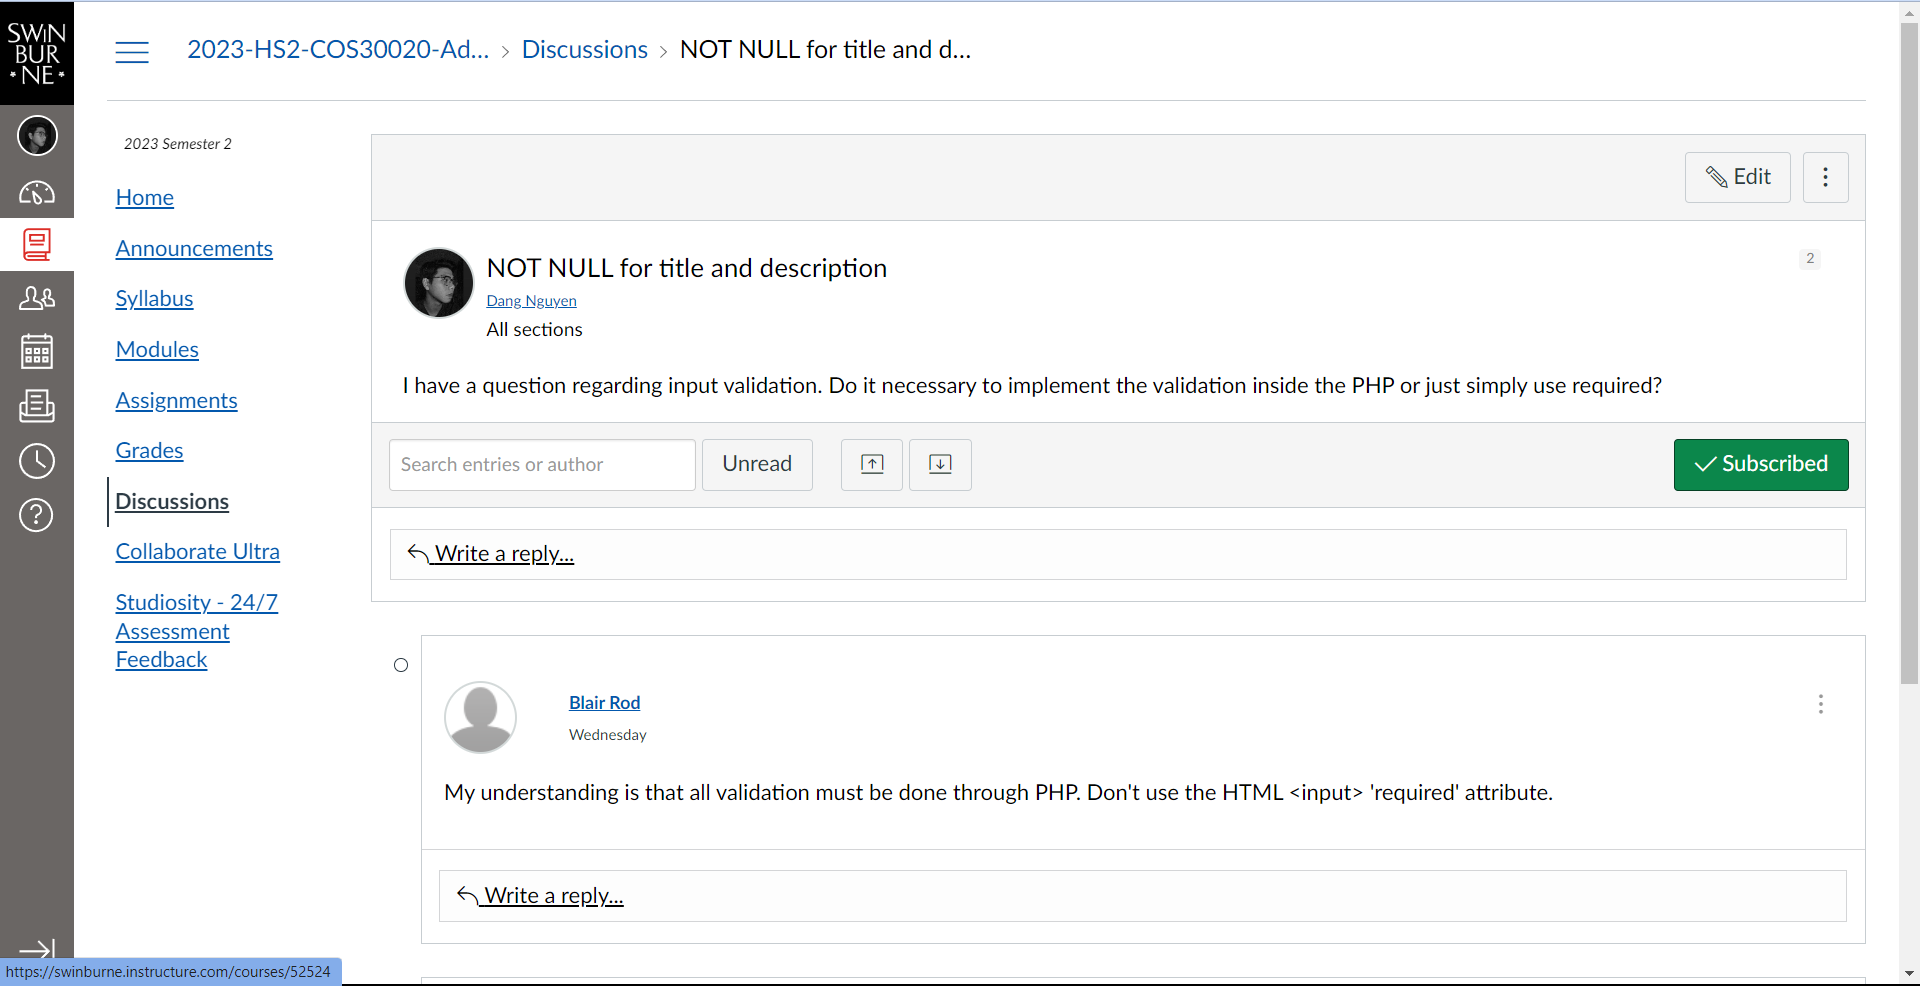 SWIN
BUR
*NE*
2023-HS2-COS30020-Ad... > Discussions > NOT NULL for title and d...
2023 Semester 2
Home
Announcements
Syllabus
Modules
Assignments
Grades
Discussions
Collaborate Ultra
Studiosity - 24/7
Assessment
Feedback
Edit
NOT NULL for title and description
2
Dang Nguyen
All sections
I have a question regarding input validation. Do it necessary to implement the validation inside the PHP or just simply use required?
Search entries or author
Unread
Subscribed
Write a reply...
Blair Rod
Wednesday
My understanding is that all validation must be done through PHP. Don't use the HTML <input> 'required' attribute.
Write a reply...
https://swinburne.instructure.com/courses/52524